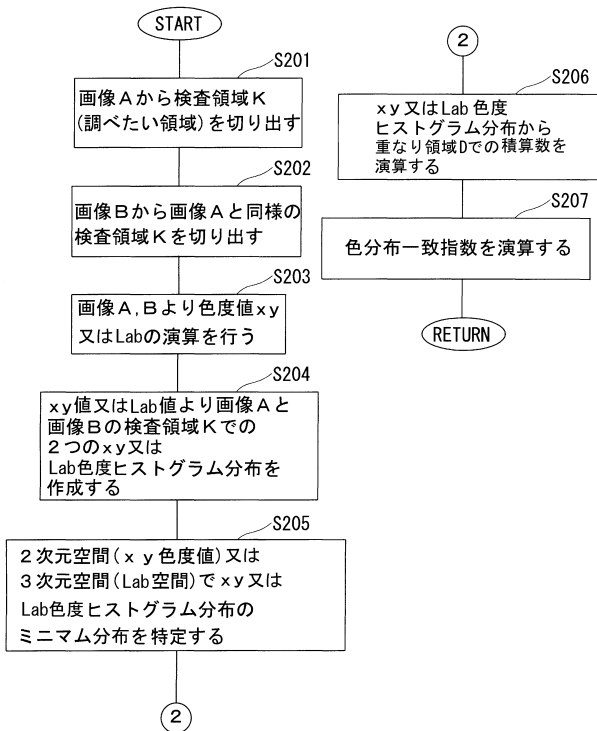 START
S201
画像Aから検査領域K
(調べたい領域)を切り出す
S202
画像Bから画像Aと同様の
検査領域Kを切り出す
S203
画像A,Bより色度値xy
又はLabの演算を行う
S204
xy値又はLab値より画像Aと
画像Bの検査領域Kでの
2つのxy又は
Lab色度ヒストグラム分布を
作成する
S205
2次元空間(xy色度値)又は
3次元空間(Lab空間)でxy又は
Lab色度ヒストグラム分布の
ミニマム分布を特定する
2
2
S206
xy又はLab色度
ヒストグラム分布から
重なり領域Dでの積算数を
演算する
S207
色分布一致指数を演算する
RETURN